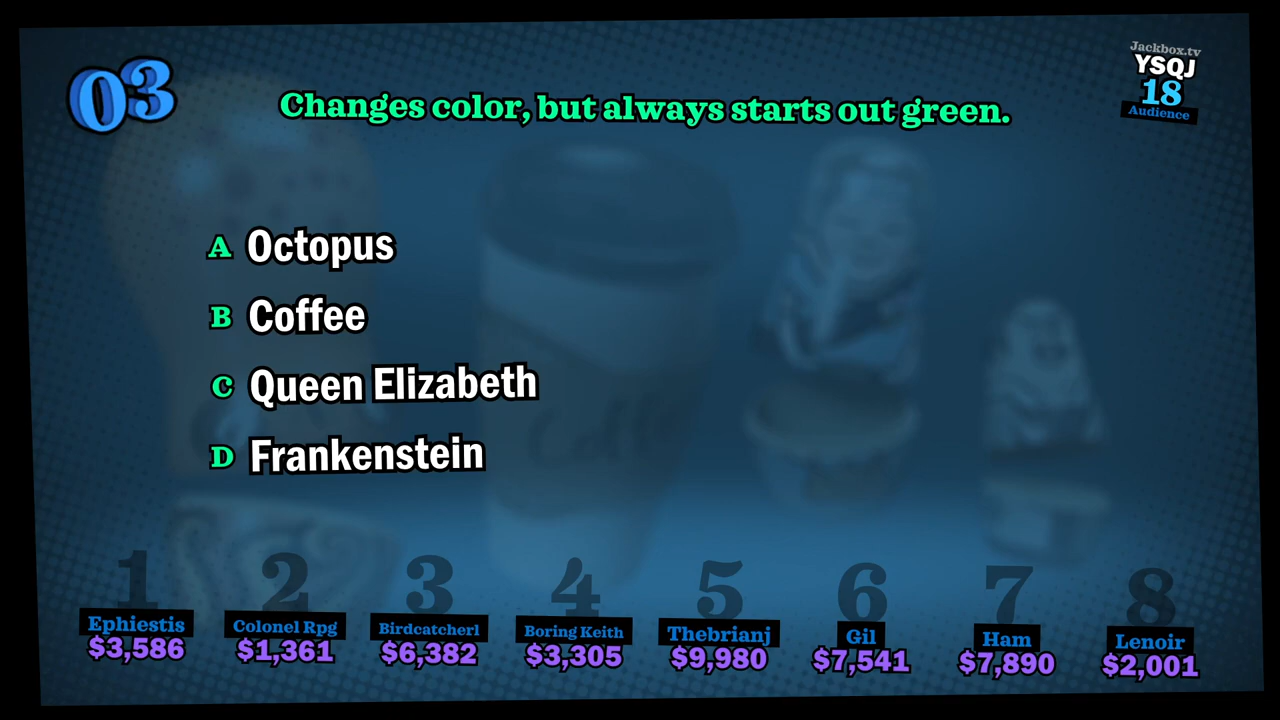 03
Changes color, but always starts out green.
Jackbox.tv
YSQJ
18
Audience
A Octopus
B Coffee
C Queen Elizabeth
D Frankenstein
1 2 3 4 5 6 7 8
Ephiestis Colonel Rpg Birdcatcherl Boring Keith Thebrianj Gil Ham Lenoir
$3,586 $1,361 $6,382 $3,305 $9,980 $7,541 $7,890 $2,001